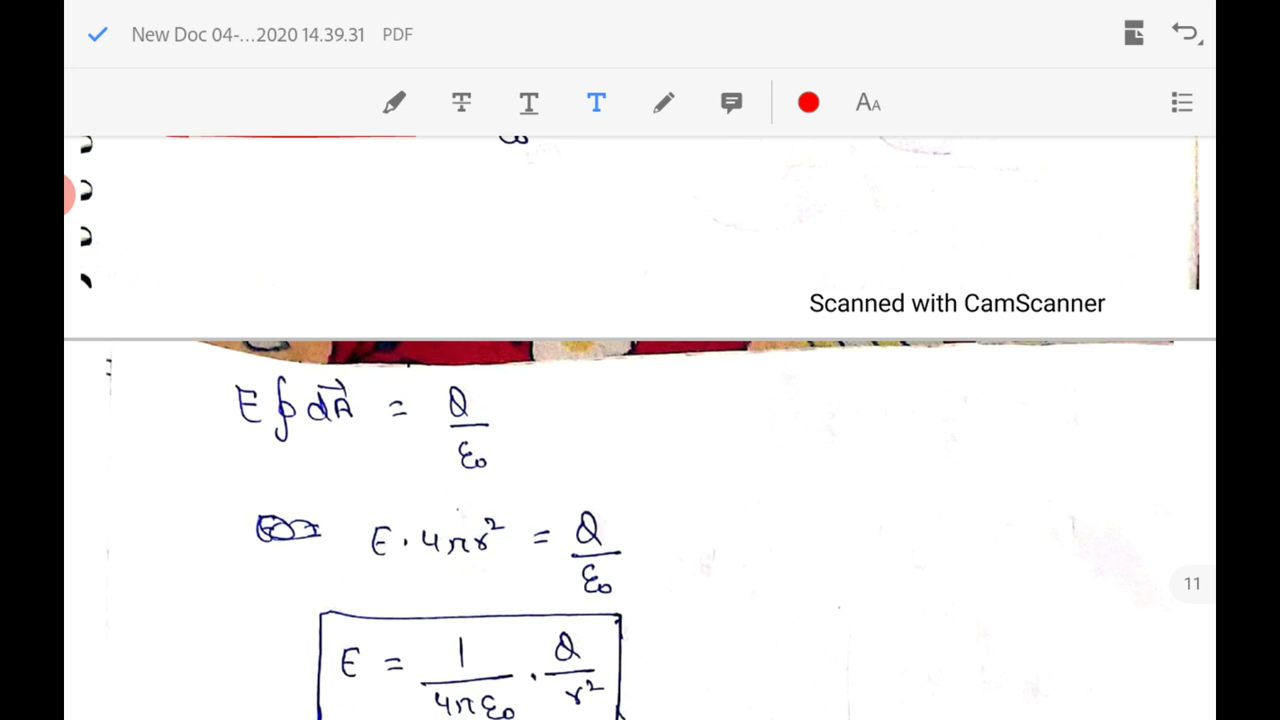 New Doc 04-...2020 14.39.31 PDF
T T T AA
ε₀
Scanned with CamScanner
E ∮ dA⃗ = Q/ε₀
E · 4πr² = Q/ε₀
11
E = 1/4πε₀ · Q/r²